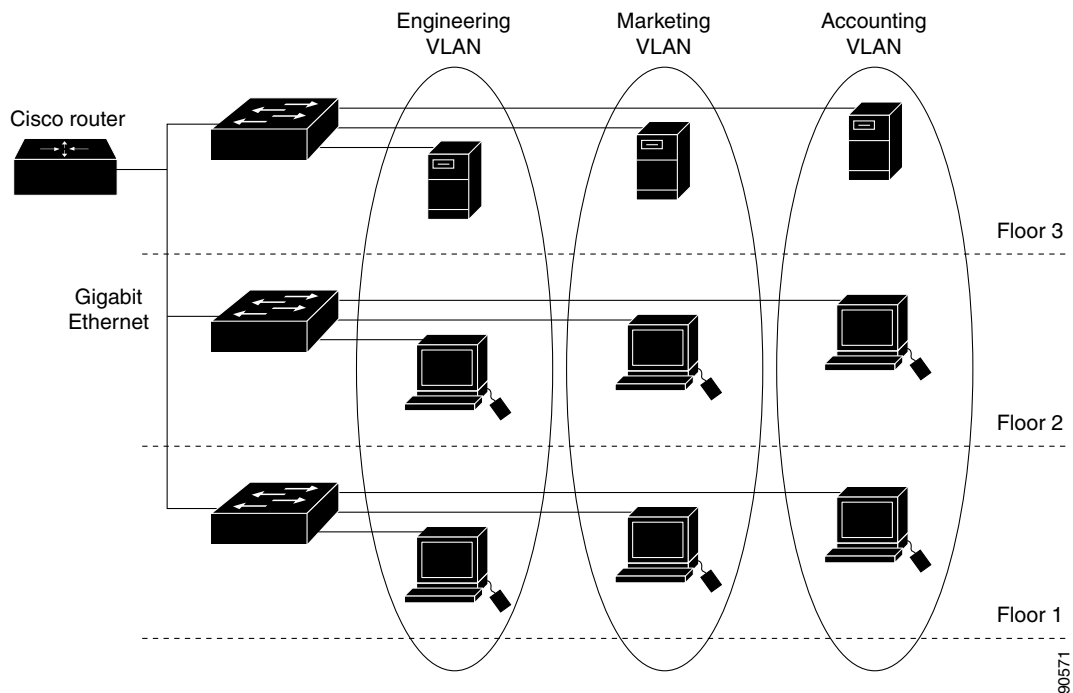 Engineering
VLAN
Marketing
VLAN
Accounting
VLAN
Cisco router
Floor 3
Gigabit
Ethernet
Floor 2
Floor 1
90571